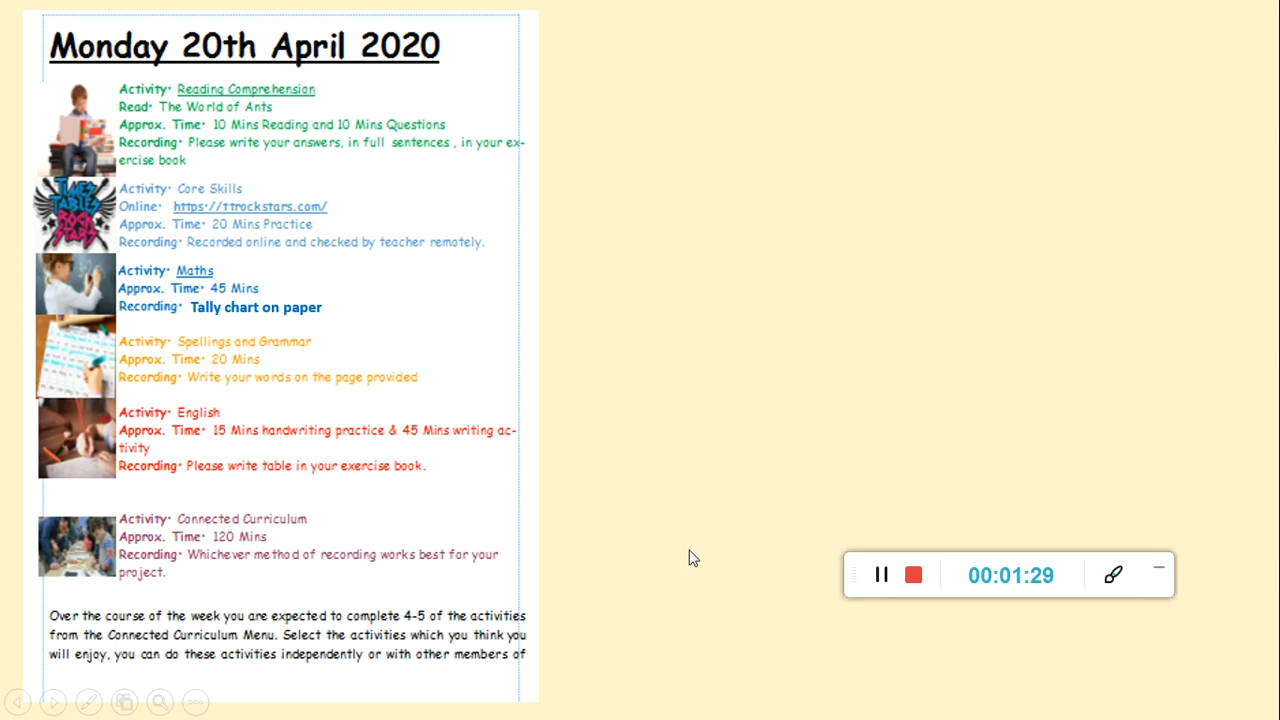 Monday 20th April 2020
Activity: Reading Comprehension
Read: The World of Ants
Approx. Time: 10 Mins Reading and 10 Mins Questions
Recording: Please write your answers, in full sentences , in your ex-
ercise book
TIMES
TABLES
ROCK
STARS
Activity: Core Skills
Online: https://ttrockstars.com/
Approx. Time: 20 Mins Practice
Recording: Recorded online and checked by teacher remotely.
Activity: Maths
Approx. Time: 45 Mins
Recording: Tally chart on paper
Activity: Spellings and Grammar
Approx. Time: 20 Mins
Recording: Write your words on the page provided
Activity: English
Approx. Time: 15 Mins handwriting practice & 45 Mins writing ac-
tivity
Recording: Please write table in your exercise book.
Activity: Connected Curriculum
Approx. Time: 120 Mins
Recording: Whichever method of recording works best for your
project.
Over the course of the week you are expected to complete 4-5 of the activities
from the Connected Curriculum Menu. Select the activities which you think you
will enjoy, you can do these activities independently or with other members of
00:01:29